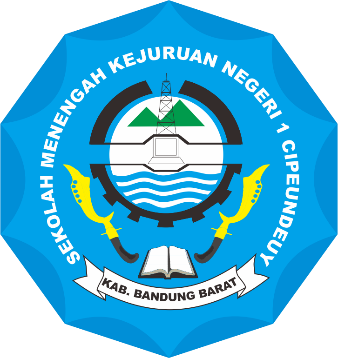 SEKOLAH MENENGAH KEJURUAN NEGERI 1 CIPEUNDEUY
KAB. BANDUNG BARAT